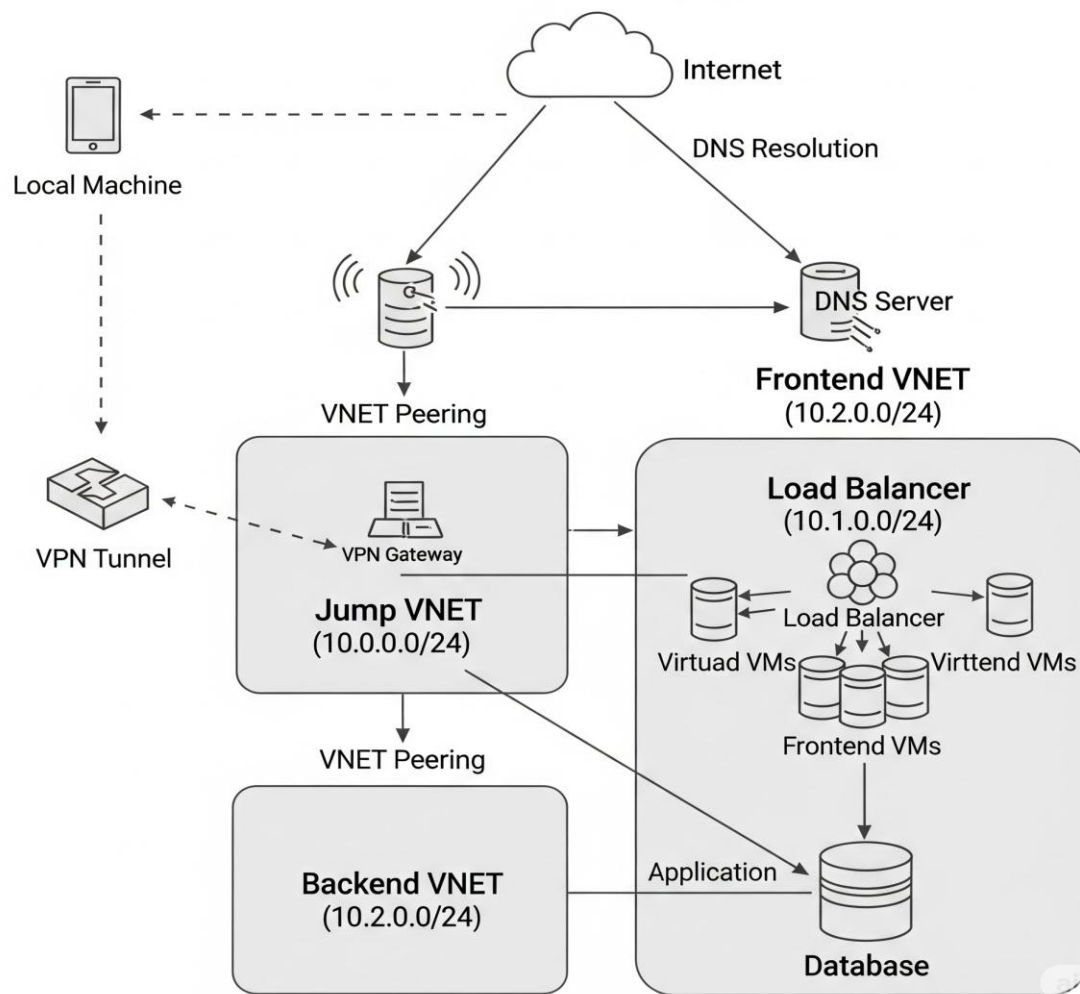 Internet
Local Machine
DNS Resolution
DNS Server
Frontend VNET
(10.2.0.0/24)
VNET Peering
VPN Tunnel
VPN Gateway
Jump VNET
(10.0.0.0/24)
Load Balancer
(10.1.0.0/24)
Load Balancer
Virtuad VMs
Virttend VMs
Frontend VMs
VNET Peering
Backend VNET
(10.2.0.0/24)
Application
Database